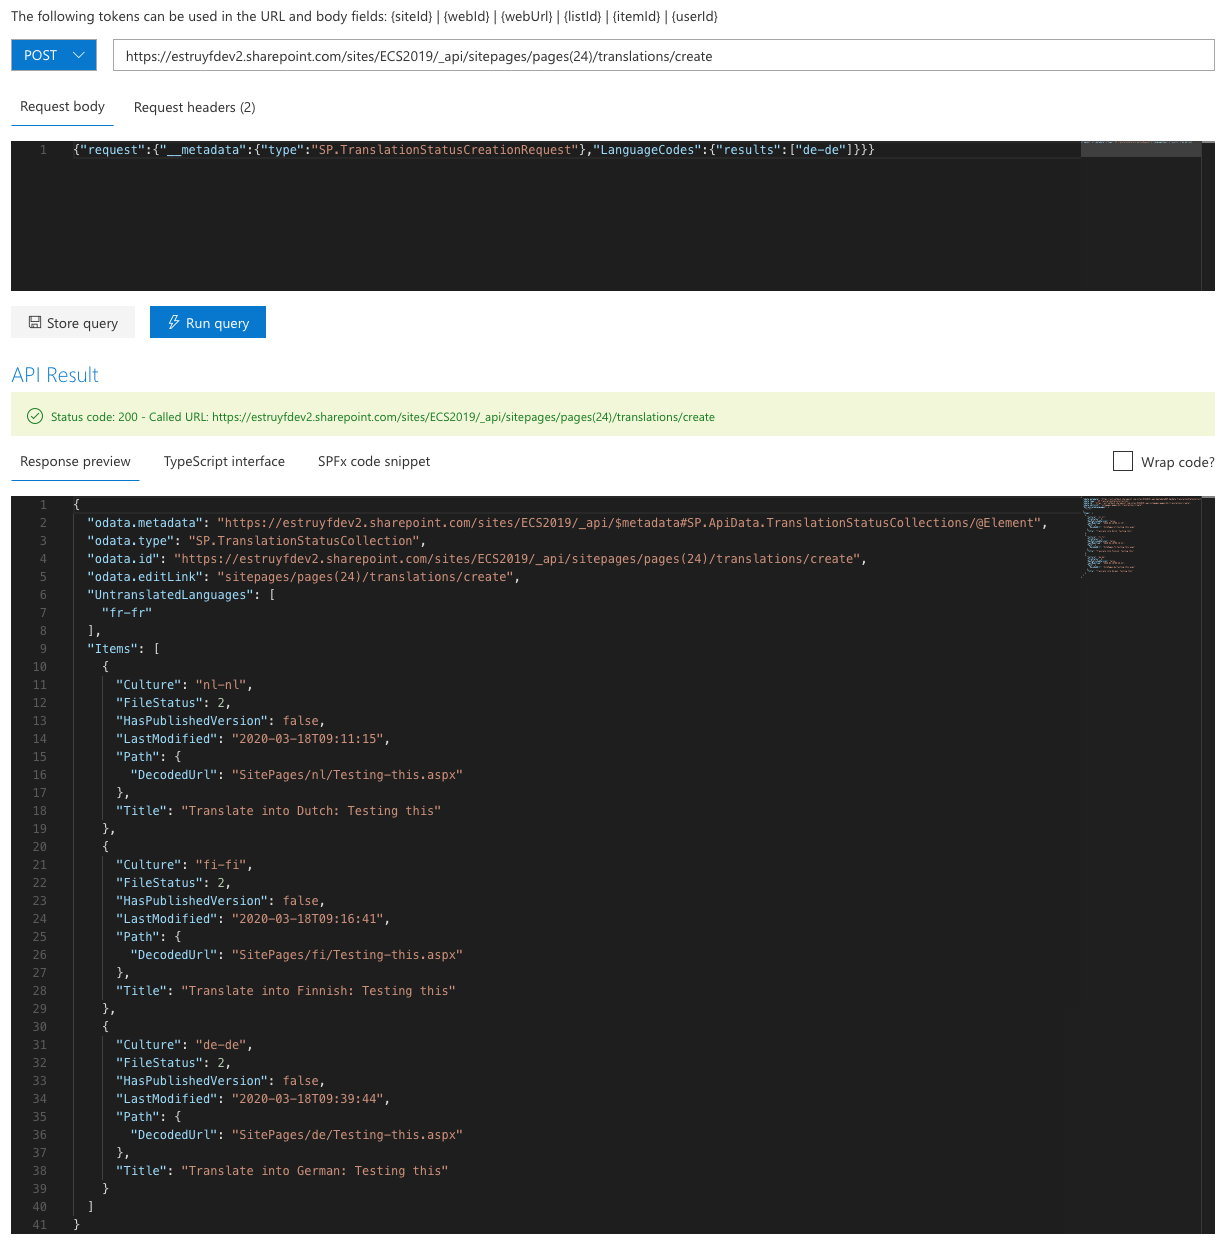 The following tokens can be used in the URL and body fields: {siteId} | {webId} | {webUrl} | {listId} | {itemId} | {userId}
POST https://estruyfdev2.sharepoint.com/sites/ECS2019/_api/sitepages/pages(24)/translations/create
Request body Request headers (2)
1 {"request":{"__metadata":{"type":"SP.TranslationStatusCreationRequest"},"LanguageCodes":{"results":["de-de"]}}}
Store query Run query
API Result
Status code: 200 - Called URL: https://estruyfdev2.sharepoint.com/sites/ECS2019/_api/sitepages/pages(24)/translations/create
Response preview TypeScript interface SPFx code snippet Wrap code?
1 {
2 "odata.metadata": "https://estruyfdev2.sharepoint.com/sites/ECS2019/_api/$metadata#SP.ApiData.TranslationStatusCollections/@Element",
3 "odata.type": "SP.TranslationStatusCollection",
4 "odata.id": "https://estruyfdev2.sharepoint.com/sites/ECS2019/_api/sitepages/pages(24)/translations/create",
5 "odata.editLink": "sitepages/pages(24)/translations/create",
6 "UntranslatedLanguages": [
7 "fr-fr"
8 ],
9 "Items": [
10 {
11 "Culture": "nl-nl",
12 "FileStatus": 2,
13 "HasPublishedVersion": false,
14 "LastModified": "2020-03-18T09:11:15",
15 "Path": {
16 "DecodedUrl": "SitePages/nl/Testing-this.aspx"
17 },
18 "Title": "Translate into Dutch: Testing this"
19 },
20 {
21 "Culture": "fi-fi",
22 "FileStatus": 2,
23 "HasPublishedVersion": false,
24 "LastModified": "2020-03-18T09:16:41",
25 "Path": {
26 "DecodedUrl": "SitePages/fi/Testing-this.aspx"
27 },
28 "Title": "Translate into Finnish: Testing this"
29 },
30 {
31 "Culture": "de-de",
32 "FileStatus": 2,
33 "HasPublishedVersion": false,
34 "LastModified": "2020-03-18T09:39:44",
35 "Path": {
36 "DecodedUrl": "SitePages/de/Testing-this.aspx"
37 },
38 "Title": "Translate into German: Testing this"
39 }
40 ]
41 }